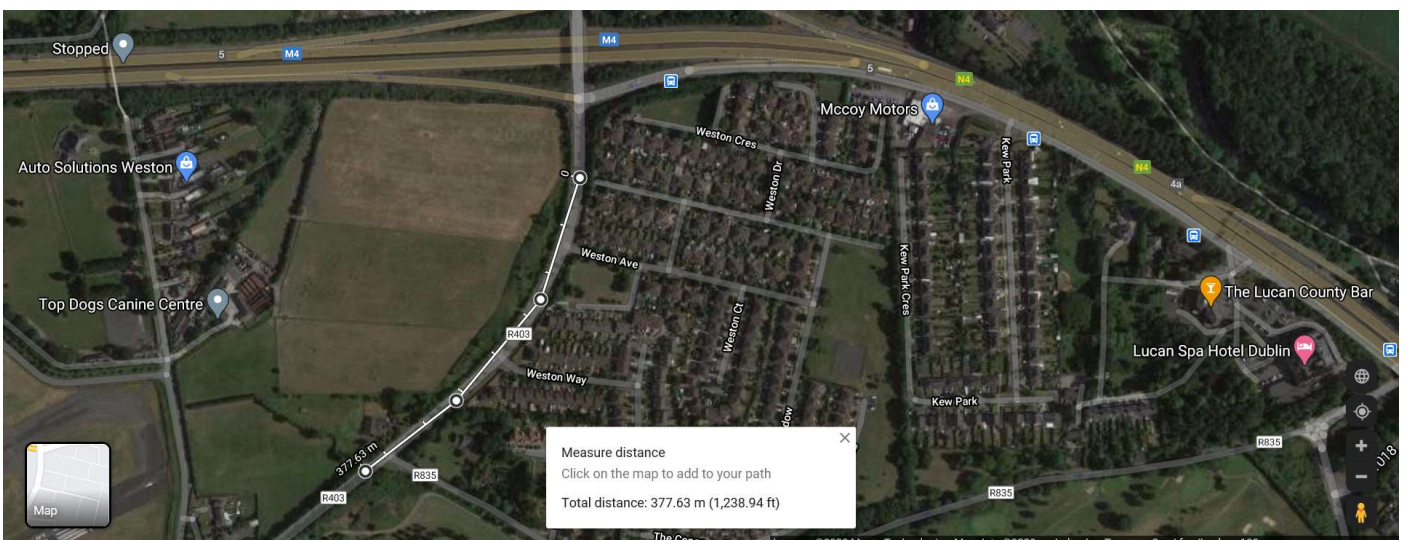 Stopped
5
M4
M4
5
N4
Mccoy Motors
Weston Cres
Kew Park
Auto Solutions Weston
Weston Dr
N4
4a
0
Weston Ave
Kew Park Cres
Top Dogs Canine Centre
The Lucan County Bar
R403
Weston Ct
Lucan Spa Hotel Dublin
Weston Way
Kew Park
377.63 m
R835
R403
Measure distance
Click on the map to add to your path
Total distance: 377.63 m (1,238.94 ft)
R835
R835
Map